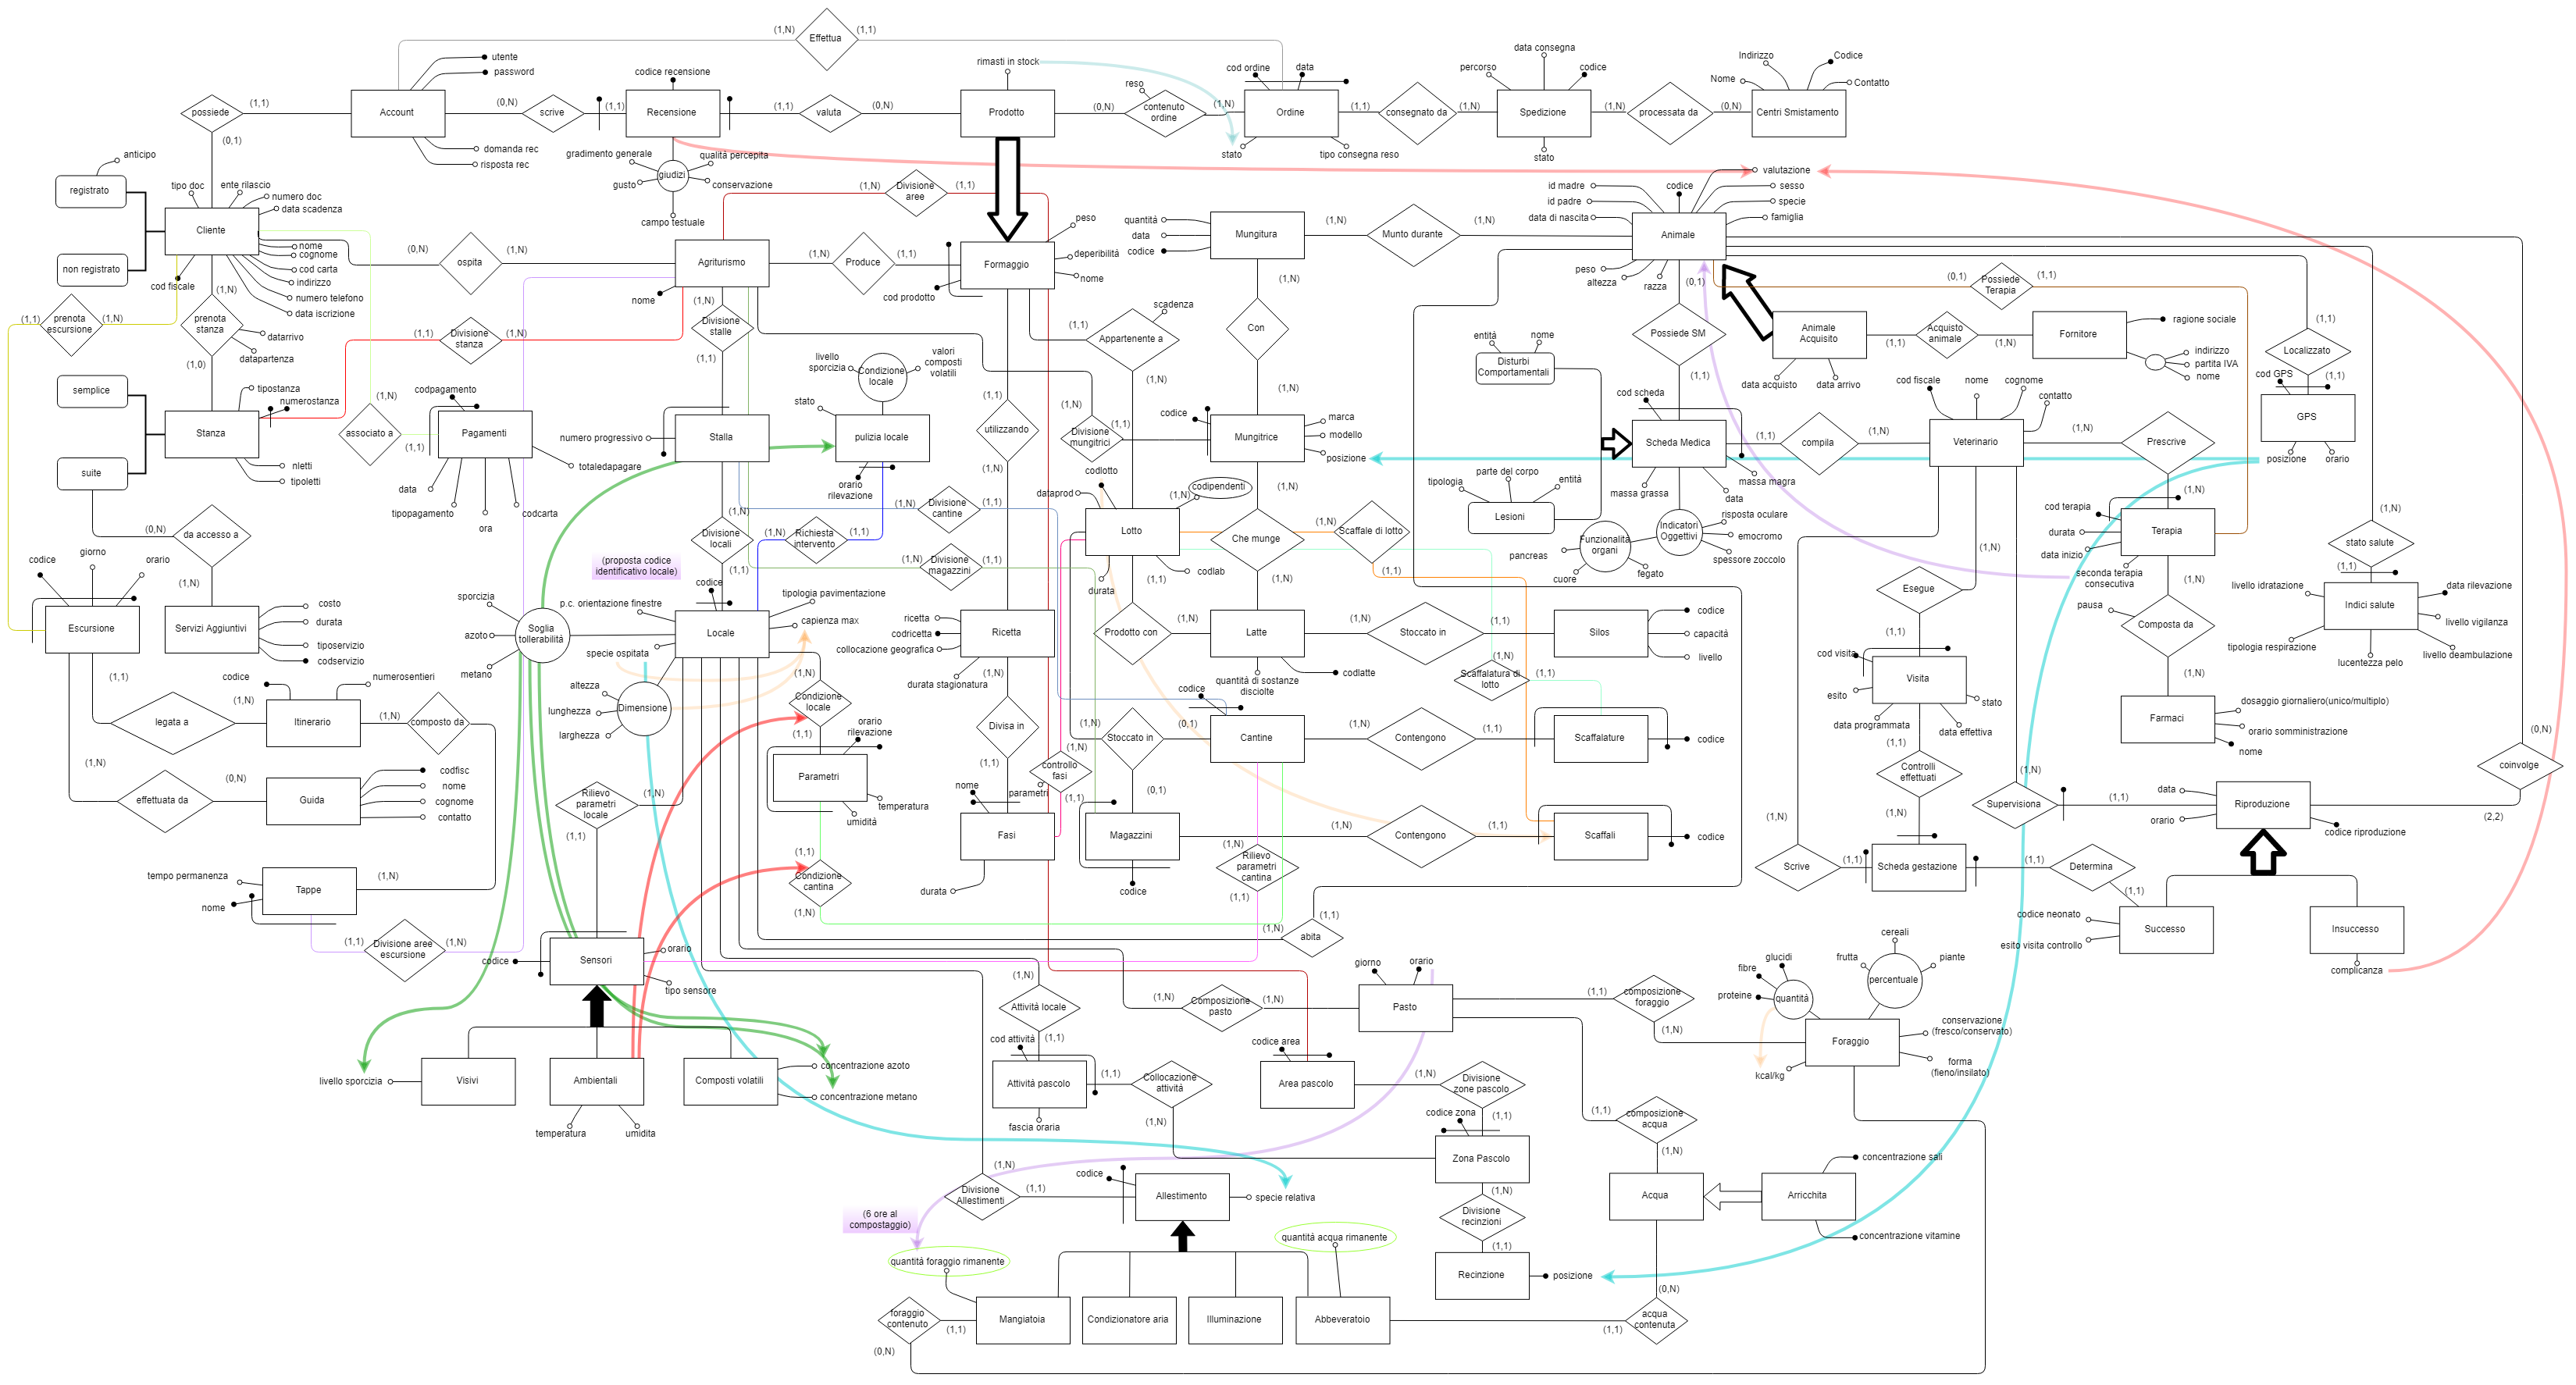 Effettua
(1,N)
(1,1)
utente
password
Account
domanda rec
risposta rec
possiede
(1,1)
(0,1)
(0,N)
scrive
(1,1)
codice recensione
Recensione
(1,1)
valuta
(0,N)
gradimento generale
qualità percepita
giudizi
gusto
conservazione
campo testuale
rimasti in stock
Prodotto
(0,N)
reso
contenuto
ordine
(1,N)
cod ordine
data
Ordine
stato
tipo consegna reso
(1,1)
consegnato da
(1,N)
data consegna
percorso
codice
Spedizione
stato
(1,N)
processata da
(0,N)
Indirizzo
Codice
Nome
Contatto
Centri Smistamento
anticipo
registrato
non registrato
tipo doc
ente rilascio
numero doc
data scadenza
Cliente
nome
cognome
cod carta
indirizzo
numero telefono
data iscrizione
cod fiscale
(0,N)
ospita
(1,N)
(1,1)
prenota
escursione
(1,N)
(1,N)
prenota
stanza
datarrivo
datapartenza
(1,0)
(1,1)
Divisione
stanza
(1,N)
semplice
suite
tipostanza
numerostanza
Stanza
nletti
tipoletti
(1,N)
associato a
(1,1)
codpagamento
Pagamenti
totaledapagare
data
tipopagamento
ora
codcarta
(0,N)
da accesso a
(1,N)
codice
giorno
orario
Escursione
Servizi Aggiuntivi
costo
durata
tiposervizio
codservizio
(1,1)
legata a
(1,N)
codice
numerosentieri
Itinerario
(1,N)
composto da
(1,N)
effettuata da
(0,N)
Guida
codfisc
nome
cognome
contatto
tempo permanenza
nome
Tappe
(1,N)
(1,1)
Divisione aree
escursione
(1,N)
(1,N)
Divisione
aree
(1,1)
Agriturismo
nome
(1,N)
Produce
(1,1)
Formaggio
peso
deperibilità
nome
cod prodotto
(1,N)
Divisione
stalle
(1,1)
numero progressivo
Stalla
livello
sporcizia
Condizione
locale
valori
composti
volatili
stato
pulizia locale
orario
rilevazione
(1,N)
Divisione
locali
(1,1)
(1,N)
Richiesta
intervento
(1,1)
(1,N)
Divisione
cantine
(1,1)
Divisione
magazzini
(1,1)
(proposta codice
identificativo locale)
codice
p.c. orientazione finestre
tipologia pavimentazione
capienza max
Locale
specie ospitata
sporcizia
azoto
metano
Soglia
tollerabilità
altezza
lunghezza
larghezza
Dimensione
(1,N)
Condizione
locale
(1,1)
orario
rilevazione
Parametri
temperatura
umidità
Rilievo
parametri
locale
(1,N)
(1,1)
(1,1)
Condizione
cantina
(1,N)
Sensori
codice
orario
tipo sensore
livello sporcizia
Visivi
Ambientali
temperatura
umidita
Composti volatili
concentrazione azoto
concentrazione metano
(1,1)
utilizzando
(1,N)
(1,1)
scadenza
Appartenente a
(1,N)
(1,N)
Divisione
mungitrici
(1,1)
quantità
data
codice
Mungitura
(1,N)
Munto durante
(1,N)
(1,N)
Con
(1,N)
codice
Mungitrice
marca
modello
posizione
codlotto
dataprod
codipendenti
(1,N)
Lotto
codlab
durata
(1,N)
Che munge
(1,N)
(1,N)
Scaffale di lotto
(1,1)
(1,1)
Prodotto con
(1,N)
Latte
quantità di sostanze
disciolte
codlatte
(1,N)
Stoccato in
(1,1)
Silos
codice
capacità
livello
(1,N)
Scaffalatura di
lotto
(1,1)
ricetta
codricetta
collocazione geografica
durata stagionatura
Ricetta
(1,N)
Divisa in
(1,1)
(1,N)
controllo
fasi
parametri
(1,1)
nome
Fasi
durata
(1,N)
Stoccato in
(0,1)
(0,1)
codice
Cantine
(1,N)
Contengono
(1,1)
Scaffalature
codice
Magazzini
codice
(1,N)
Contengono
(1,1)
Scaffali
codice
(1,N)
Rilievo
parametri
cantina
(1,1)
(1,1)
(1,N)
abita
id madre
id padre
data di nascita
codice
valutazione
sesso
specie
famiglia
Animale
peso
altezza
razza
(0,1)
(0,1)
Possiede
Terapia
(1,1)
Possiede SM
(1,1)
Animale
Acquisito
data acquisto
data arrivo
(1,1)
Acquisto
animale
(1,N)
Fornitore
ragione sociale
indirizzo
partita IVA
nome
(1,1)
Localizzato
(1,1)
cod GPS
GPS
posizione
orario
entità
nome
Disturbi
Comportamentali
tipologia
parte del corpo
entità
Lesioni
cod scheda
Scheda Medica
massa grassa
massa magra
data
Indicatori
Oggettivi
risposta oculare
emocromo
spessore zoccolo
Funzionalità
organi
pancreas
cuore
fegato
(1,1)
compila
(1,N)
cod fiscale
nome
cognome
contatto
Veterinario
(1,N)
Prescrive
(1,N)
cod terapia
durata
data inizio
Terapia
seconda terapia
consecutiva
(1,N)
pausa
Composta da
(1,N)
Farmaci
dosaggio giornaliero(unico/multiplo)
orario somministrazione
nome
(1,N)
stato salute
(1,1)
livello idratazione
Indici salute
data rilevazione
livello vigilanza
livello deambulazione
tipologia respirazione
lucentezza pelo
(1,N)
Esegue
(1,1)
cod visita
Visita
esito
stato
data programmata
data effettiva
(1,1)
Controlli
effettuati
(1,N)
(1,N)
Supervisiona
(1,1)
data
orario
Riproduzione
codice riproduzione
(0,N)
coinvolge
(2,2)
(1,N)
Scrive
(1,1)
Scheda gestazione
(1,1)
Determina
(1,1)
codice neonato
esito visita controllo
Successo
Insuccesso
complicanza
(1,N)
Attività locale
(1,1)
cod attività
Attività pascolo
fascia oraria
(1,1)
Collocazione
attività
(1,N)
(1,N)
Composizione
pasto
(1,N)
giorno
orario
Pasto
(1,1)
composizione
foraggio
(1,N)
codice area
Area pascolo
(1,N)
Divisione
zone pascolo
(1,1)
codice zona
Zona Pascolo
(1,N)
Divisione
recinzioni
(1,1)
Recinzione
posizione
fibre
glucidi
proteine
quantità
cereali
frutta
piante
percentuale
Foraggio
kcal/kg
conservazione
(fresco/conservato)
forma
(fieno/insilato)
(1,1)
composizione
acqua
(1,N)
Acqua
Arricchita
concentrazione sali
concentrazione vitamine
(0,N)
acqua
contenuta
(1,1)
(1,N)
Divisione
Allestimenti
(1,1)
codice
Allestimento
specie relativa
(6 ore al
compostaggio)
quantità foraggio rimanente
quantità acqua rimanente
foraggio
contenuto
(1,1)
(0,N)
Mangiatoia
Condizionatore aria
Illuminazione
Abbeveratoio